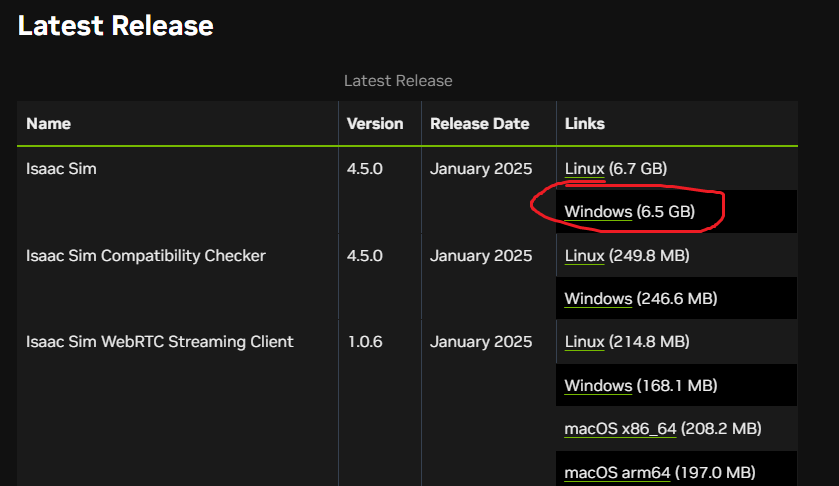 Latest Release
Latest Release
Name Version Release Date Links
Isaac Sim 4.5.0 January 2025 Linux (6.7 GB)
Windows (6.5 GB)
Isaac Sim Compatibility Checker 4.5.0 January 2025 Linux (249.8 MB)
Windows (246.6 MB)
Isaac Sim WebRTC Streaming Client 1.0.6 January 2025 Linux (214.8 MB)
Windows (168.1 MB)
macOS x86_64 (208.2 MB)
macOS arm64 (197.0 MB)